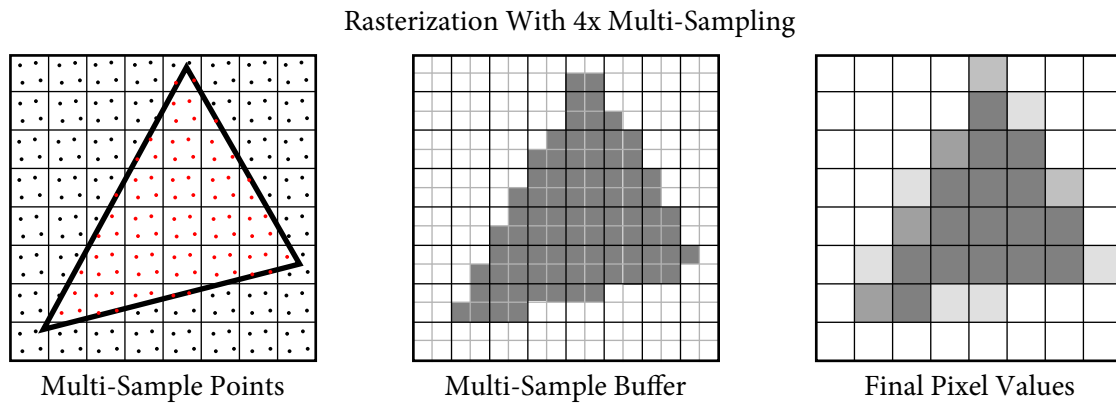 Rasterization With 4x Multi-Sampling
Multi-Sample Points
Multi-Sample Buffer
Final Pixel Values